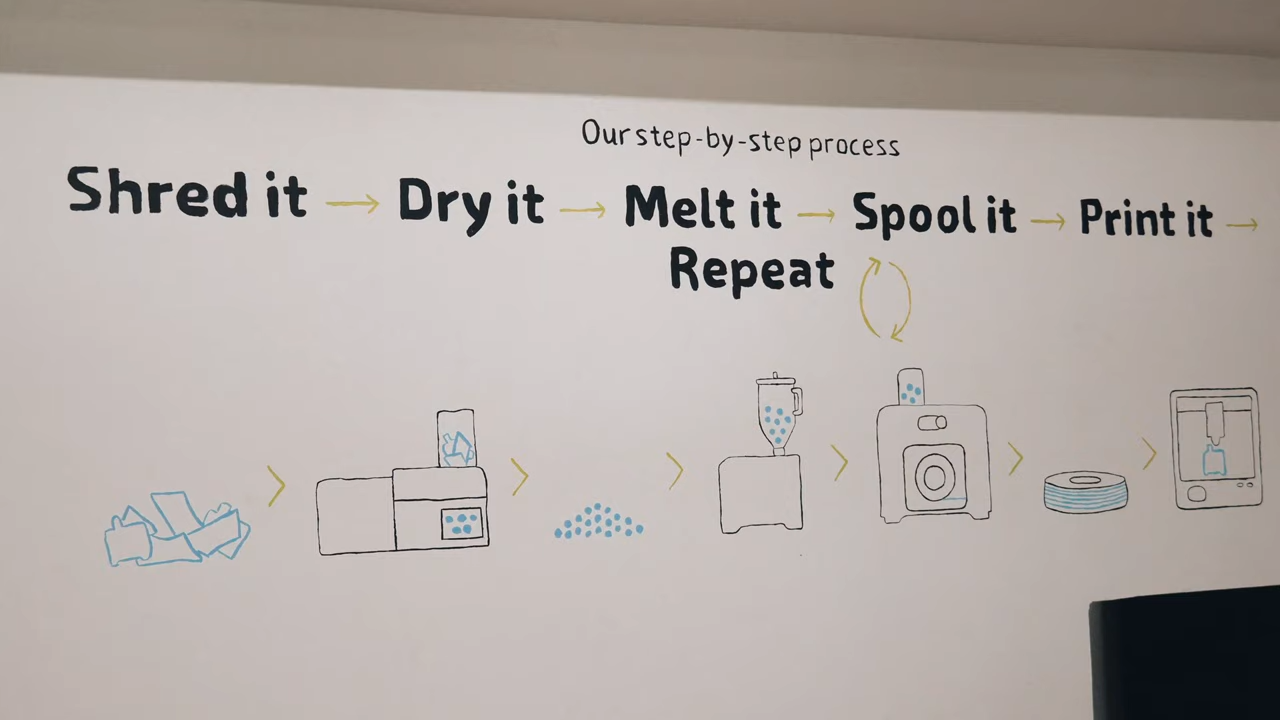 Our step-by-step process
Shred it → Dry it → Melt it → Spool it → Print it →
Repeat